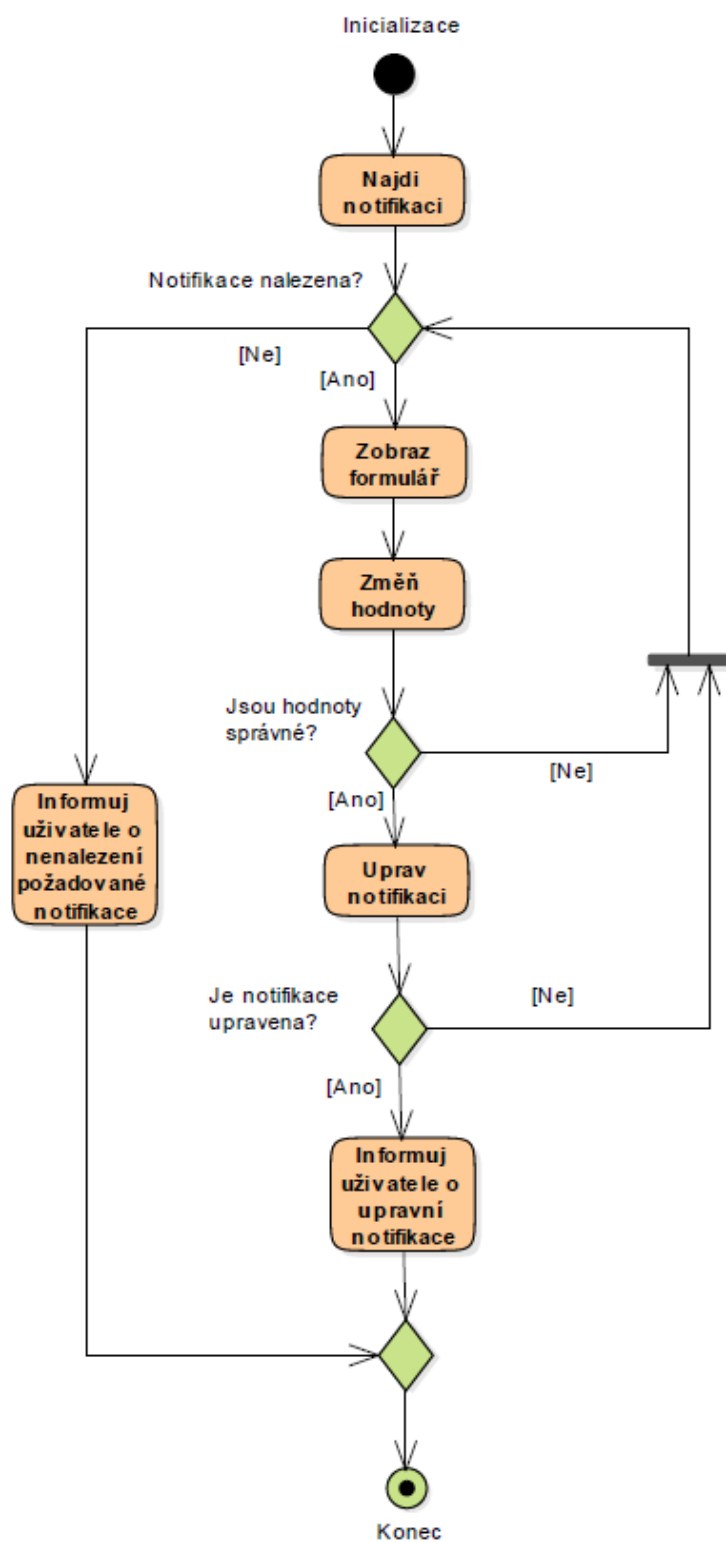 Inicializace
Najdi
notifikaci
Notifikace nalezena?
[Ne]
[Ano]
Zobraz
formulář
Změň
hodnoty
Jsou hodnoty
správné?
[Ne]
[Ano]
Informuj
uživatele o
nenalezení
požadované
notifikace
Uprav
notifikaci
Je notifikace
upravena?
[Ne]
[Ano]
Informuj
uživatele o
upravní
notifikace
Konec